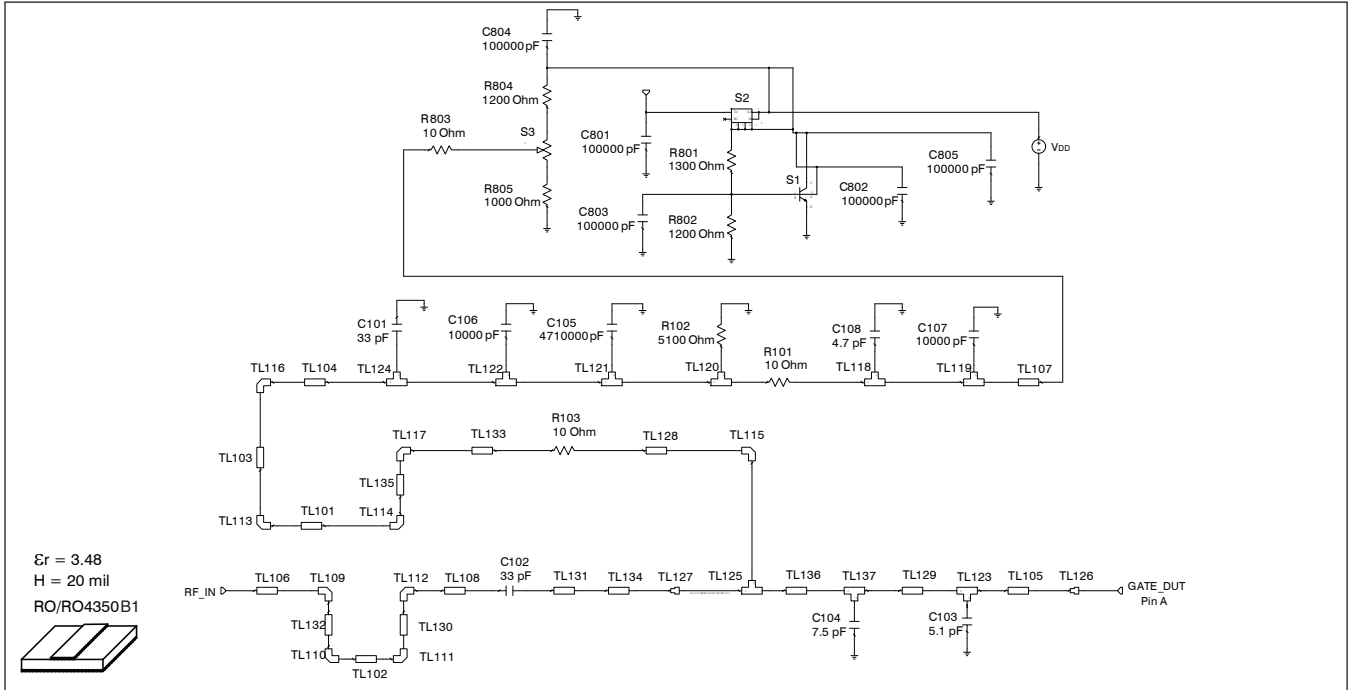 C804
100000 pF
R804
1200 Ohm
R803
10 Ohm
S3
R805
1000 Ohm
S2
C801
100000 pF
R801
1300 Ohm
C803
100000 pF
R802
1200 Ohm
S1
C802
100000 pF
C805
100000 pF
VDD
C101
33 pF
C106
10000 pF
C105
4710000 pF
R102
5100 Ohm
R101
10 Ohm
C108
4.7 pF
C107
10000 pF
TL116
TL104
TL124
TL122
TL121
TL120
TL118
TL119
TL107
TL103
TL117
TL133
R103
10 Ohm
TL128
TL115
TL135
TL113
TL101
TL114
εr = 3.48
H = 20 mil
RO/RO4350B1
RF_IN
TL106
TL109
TL112
TL108
C102
33 pF
TL131
TL134
TL127
TL125
TL136
TL137
TL129
TL123
TL105
TL126
GATE_DUT
Pin A
TL132
TL130
C104
7.5 pF
C103
5.1 pF
TL110
TL102
TL111